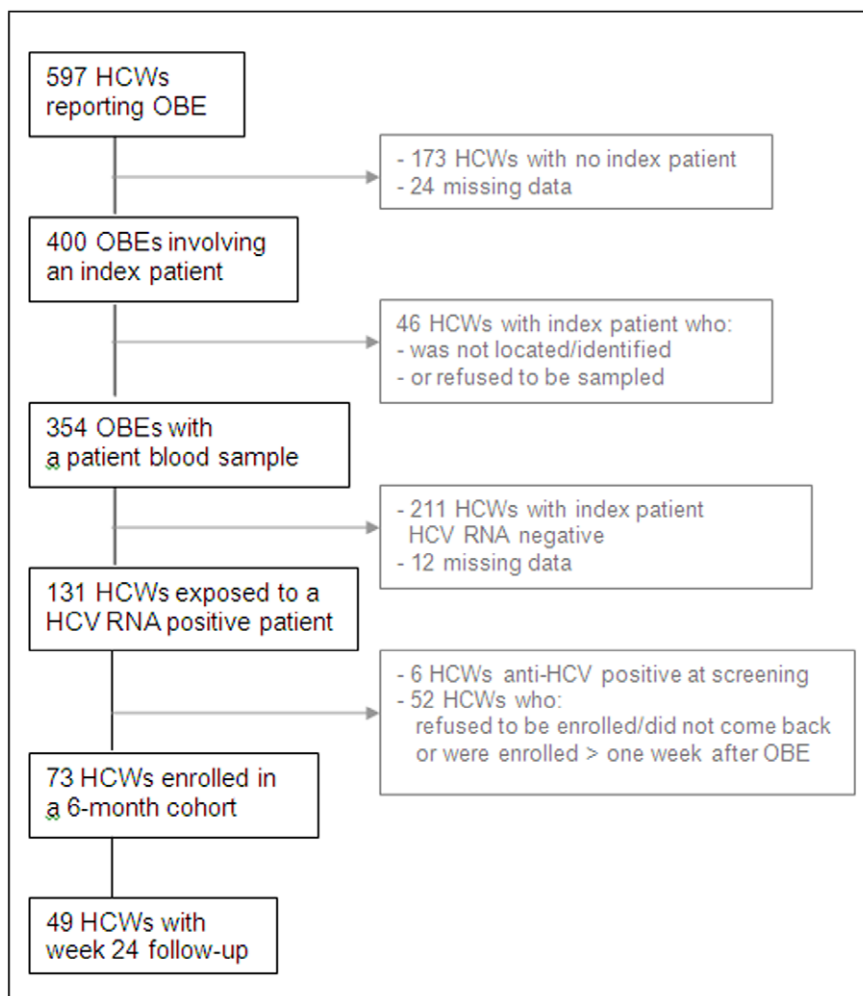 597 HCWs
reporting OBE
- 173 HCWs with no index patient
- 24 missing data
400 OBEs involving
an index patient
46 HCWs with index patient who:
- was not located/identified
- or refused to be sampled
354 OBEs with
a patient blood sample
- 211 HCWs with index patient
HCV RNA negative
- 12 missing data
131 HCWs exposed to a
HCV RNA positive patient
- 6 HCWs anti-HCV positive at screening
- 52 HCWs who:
refused to be enrolled/did not come back
or were enrolled > one week after OBE
73 HCWs enrolled in
a 6-month cohort
49 HCWs with
week 24 follow-up